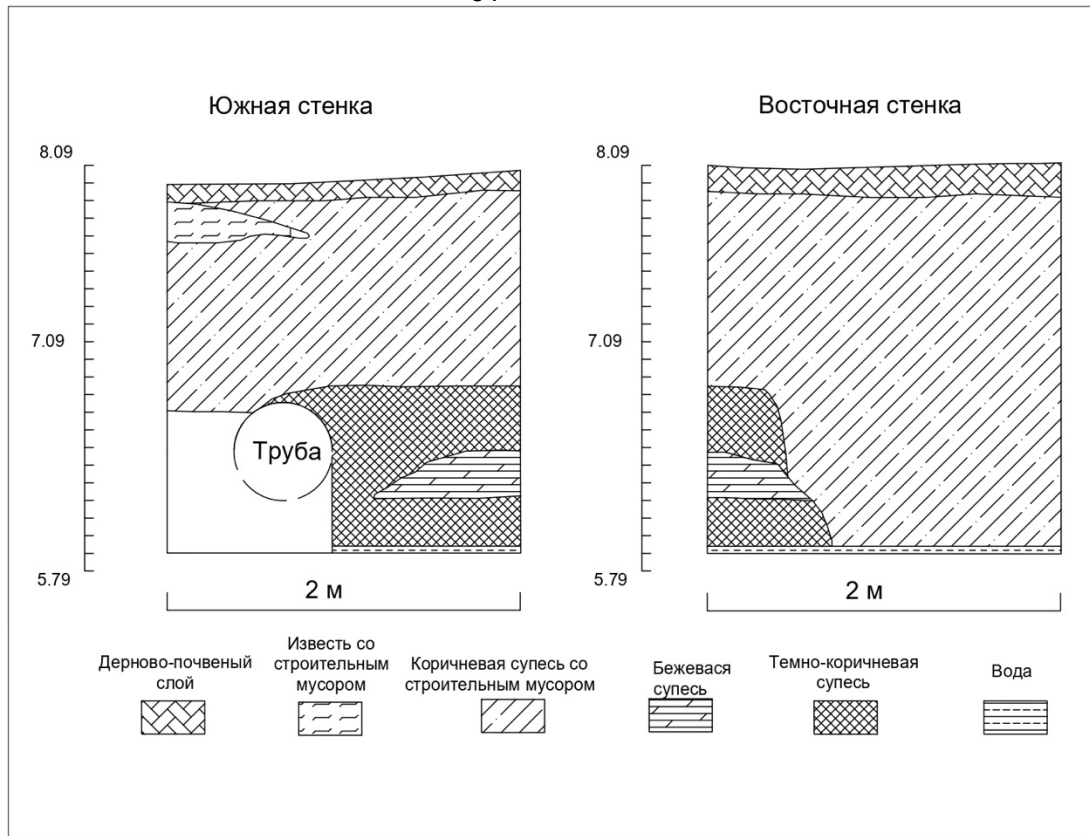 Южная стенка
Восточная стенка
8.09
7.09
5.79
Труба
2 м
8.09
7.09
5.79
2 м
Дерново-почвеный
слой
Известь со
строительным
мусором
Коричневая супесь со
строительным мусором
Бежевася
супесь
Темно-коричневая
супесь
Вода